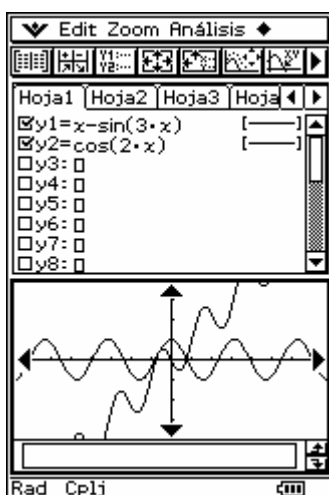 Edit Zoom Análisis
Hoja1 Hoja2 Hoja3 Hoja
y1=x-sin(3·x) [—]
y2=cos(2·x) [—]
y3:▯
y4:▯
y5:▯
y6:▯
y7:▯
y8:▯
Rad Cplj